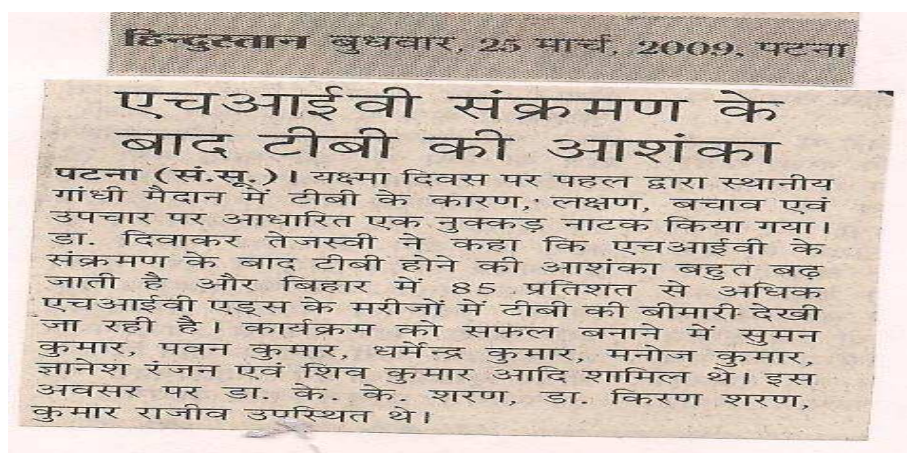 हिन्दुस्तान बुधवार, 25 मार्च, 2009, पटना
एचआईवी संक्रमण के
बाद टीबी की आशंका
पटना (सं.सू.)। यक्ष्मा दिवस पर पहल द्वारा स्थानीय
गांधी मैदान में टीबी के कारण, लक्षण, बचाव एवं
उपचार पर आधारित एक नुक्कड़ नाटक किया गया।
डा. दिवाकर तेजस्वी ने कहा कि एचआईवी के
संक्रमण के बाद टीबी होने की आशंका बहुत बढ़
जाती है और बिहार में 85 प्रतिशत से अधिक
एचआईवी एड्स के मरीजों में टीबी की बीमारी देखी
जा रही है। कार्यक्रम को सफल बनाने में सुमन
कुमार, पवन कुमार, धर्मेन्द्र कुमार, मनोज कुमार,
ज्ञानेश रंजन एवं शिव कुमार आदि शामिल थे। इस
अवसर पर डा. के. के. शरण, डा. किरण शरण,
कुमार राजीव उपस्थित थे।